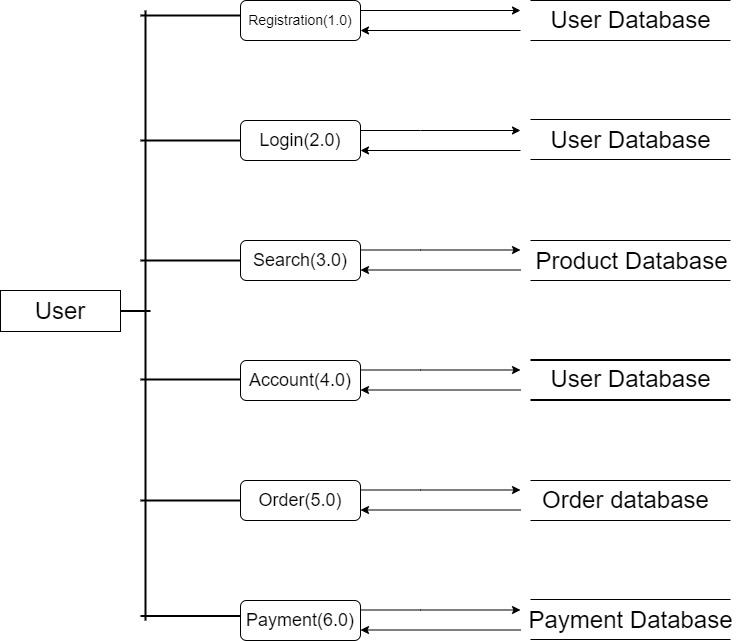 Registration(1.0)
User Database
Login(2.0)
User Database
Search(3.0)
Product Database
User
Account(4.0)
User Database
Order(5.0)
Order database
Payment(6.0)
Payment Database